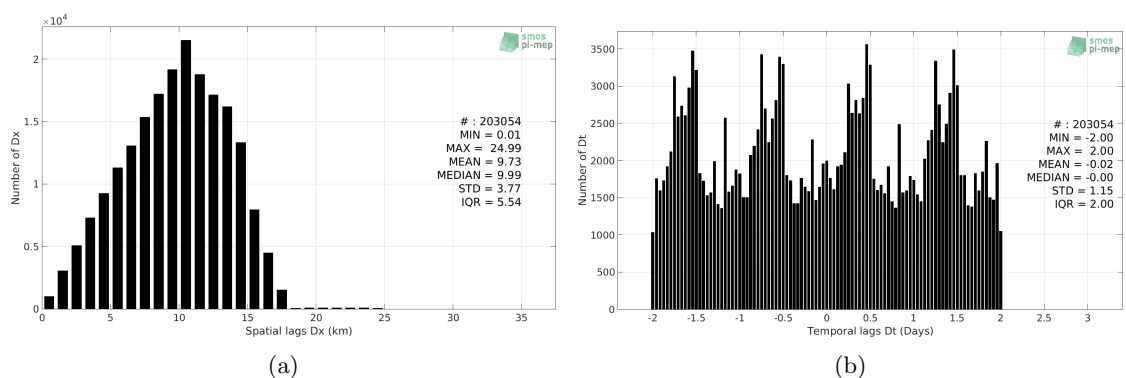 ×10⁴
2
1.5
1
0.5
0
0 5 10 15 20 25 30 35
Number of Dx
Spatial lags Dx (km)
smos
pi-mep
# : 203054
MIN = 0.01
MAX = 24.99
MEAN = 9.73
MEDIAN = 9.99
STD = 3.77
IQR = 5.54
(a)
3500
3000
2500
2000
1500
1000
500
0
-2 -1.5 -1 -0.5 0 0.5 1 1.5 2 2.5 3
Number of Dt
Temporal lags Dt (Days)
smos
pi-mep
# : 203054
MIN = -2.00
MAX = 2.00
MEAN = -0.02
MEDIAN = -0.00
STD = 1.15
IQR = 2.00
(b)